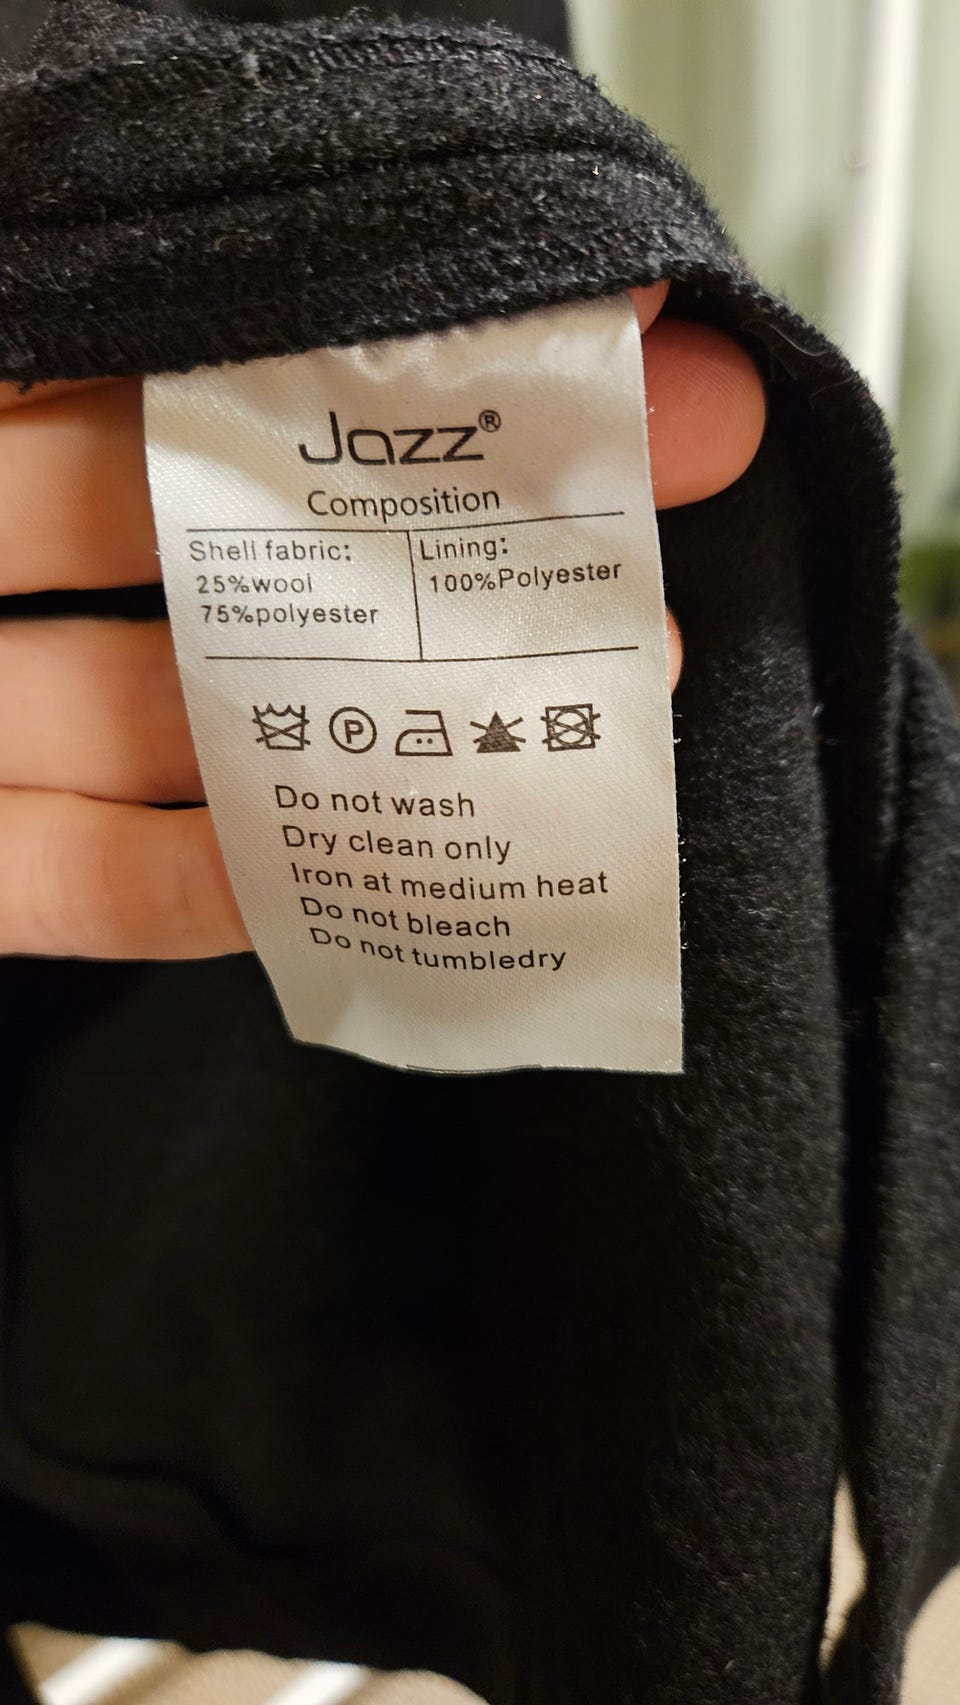 Jazz®
Composition
Shell fabric:
25%wool
75%polyester
Lining:
100%Polyester
P
Do not wash
Dry clean only
Iron at medium heat
Do not bleach
Do not tumbledry